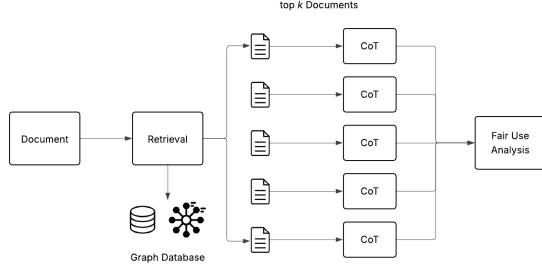 top k Documents
CoT
CoT
Document
Retrieval
CoT
Fair Use
Analysis
CoT
CoT
Graph Database